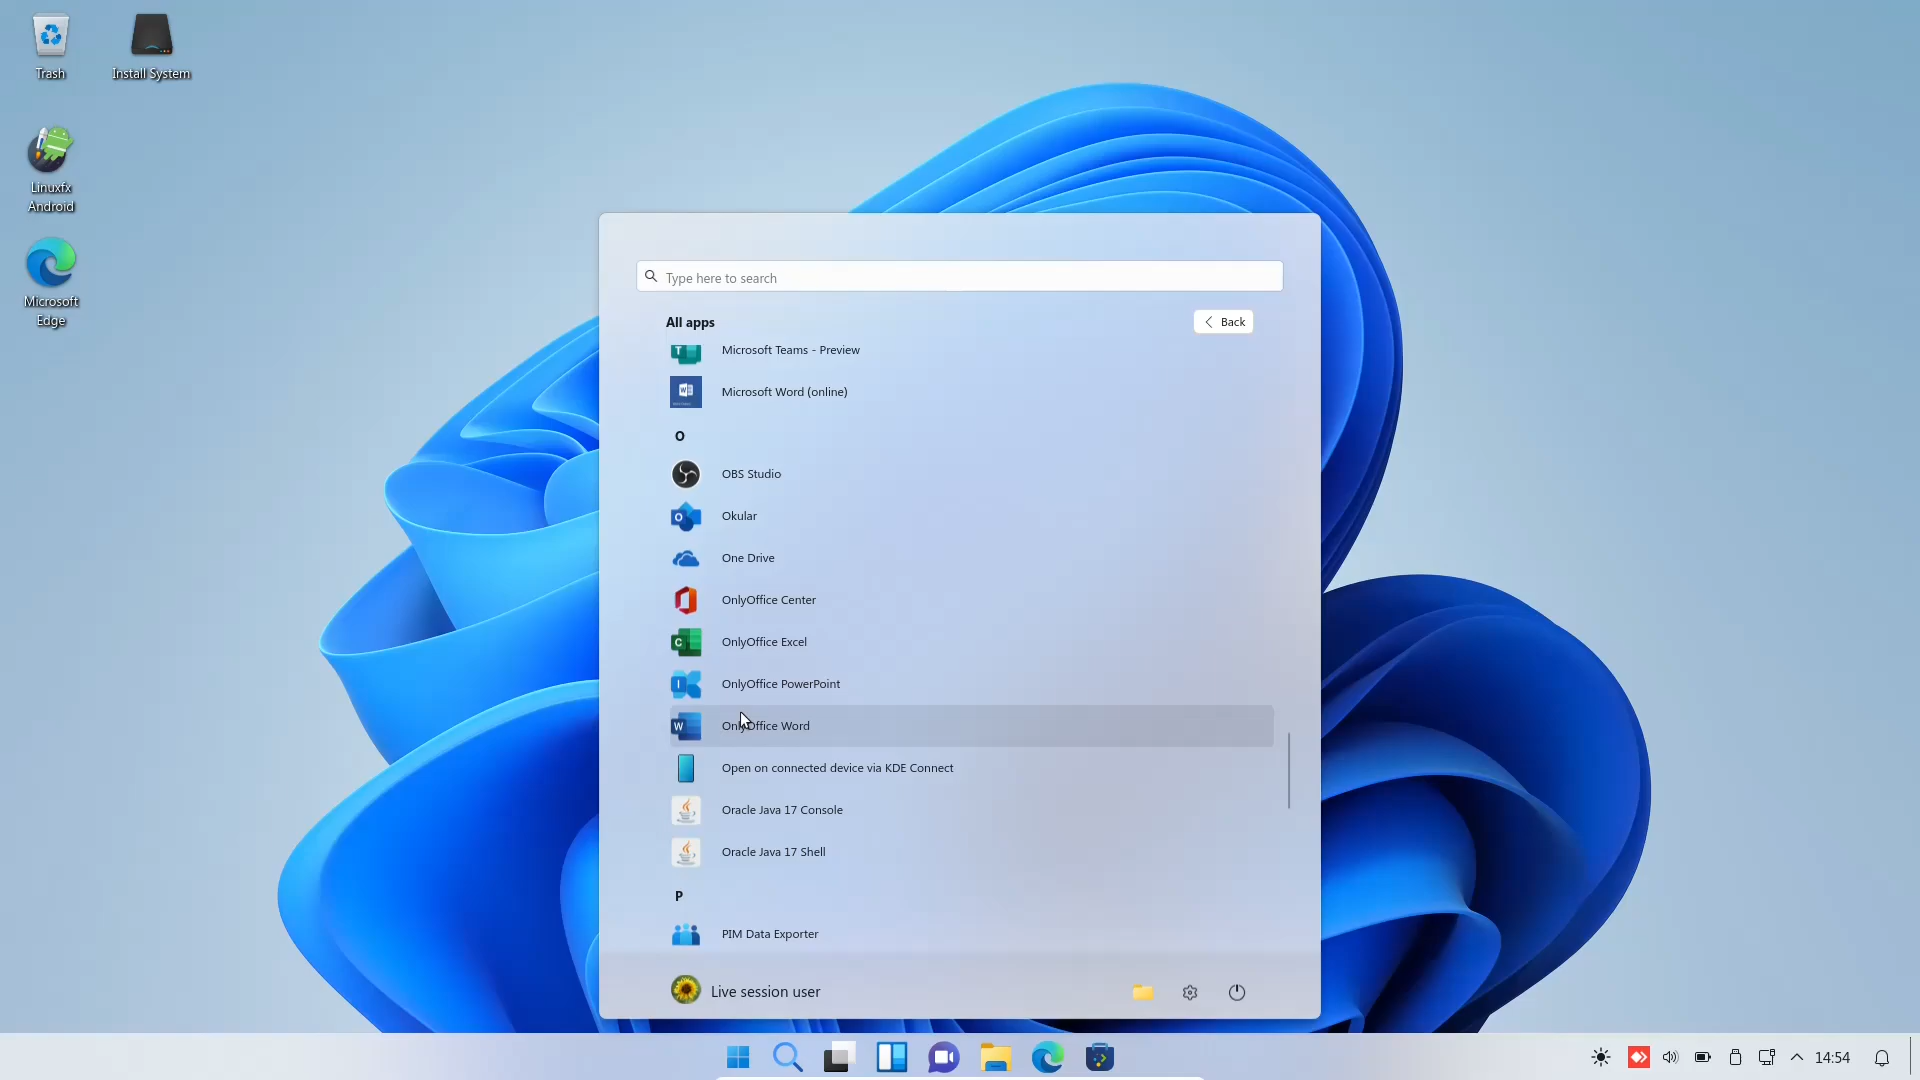 Trash
Install System
Linuxfx
Android
Microsoft
Edge
Type here to search
All apps
Back
Microsoft Teams - Preview
Microsoft Word (online)
O
OBS Studio
Okular
One Drive
OnlyOffice Center
OnlyOffice Excel
OnlyOffice PowerPoint
OnlyOffice Word
Open on connected device via KDE Connect
Oracle Java 17 Console
Oracle Java 17 Shell
P
PIM Data Exporter
Live session user
14:54